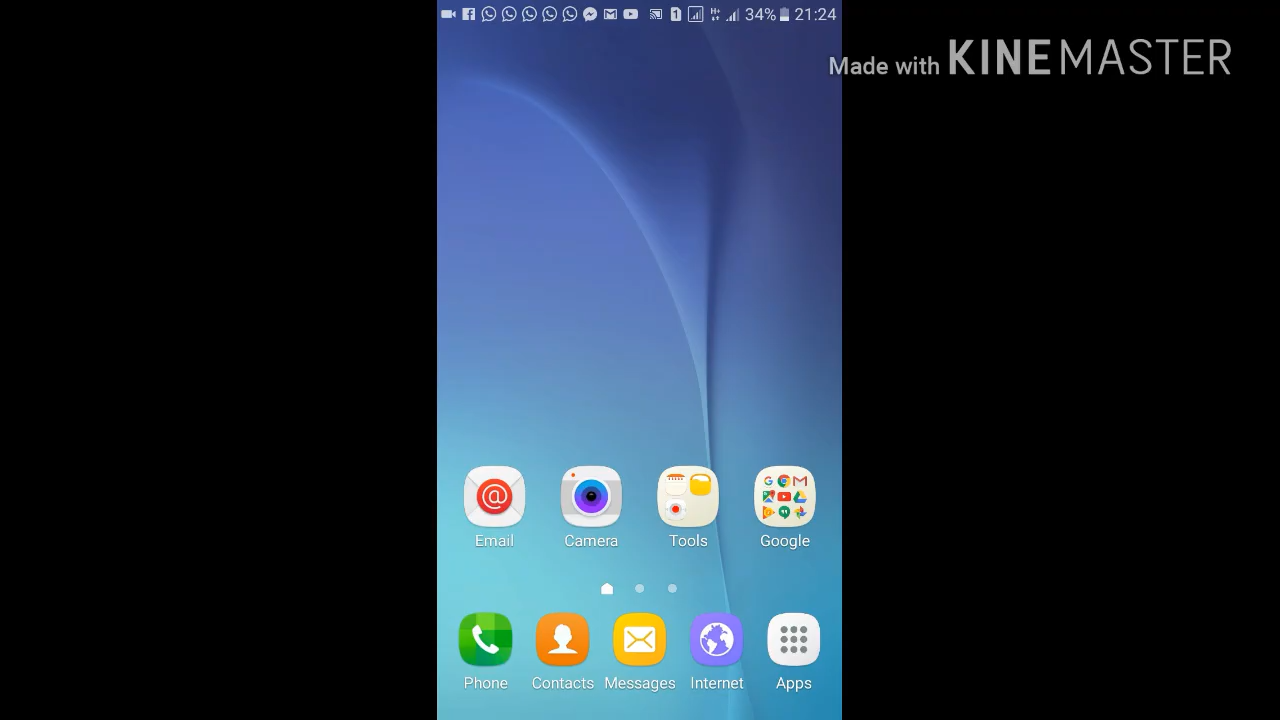 34% 21:24
Made with KINEMASTER
Email Camera Tools Google
Phone Contacts Messages Internet Apps